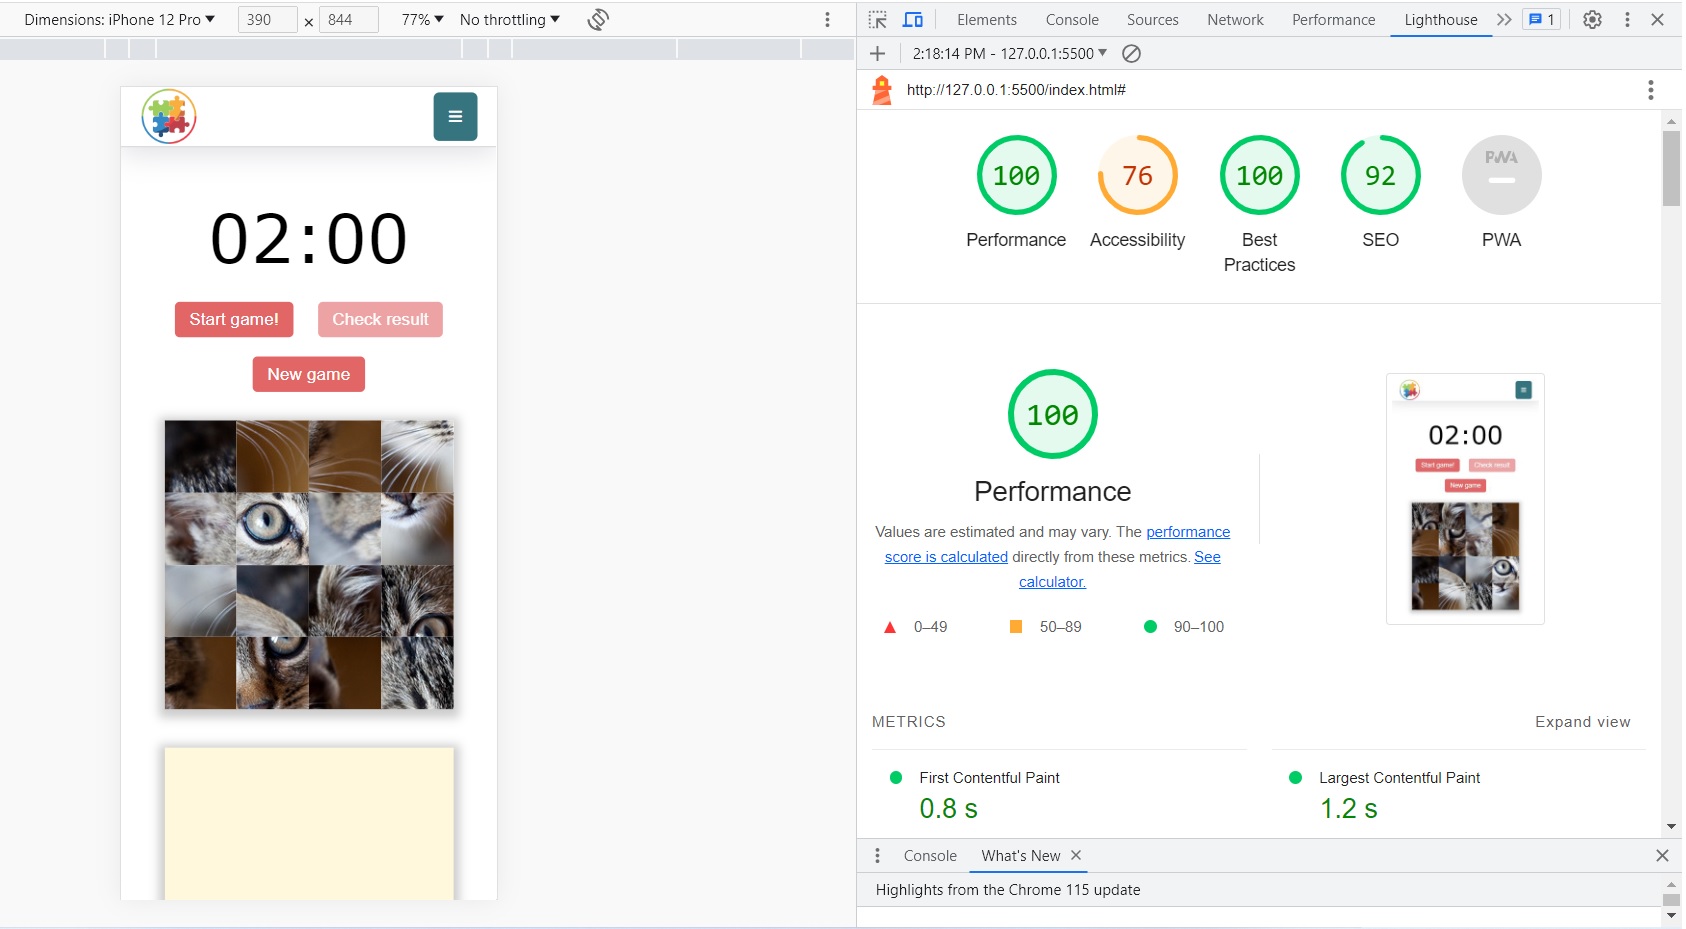 Dimensions: iPhone 12 Pro ▼ 390 × 844 77% ▼ No throttling ▼
Elements Console Sources Network Performance Lighthouse 1
2:18:14 PM - 127.0.0.1:5500 ▼
http://127.0.0.1:5500/index.html#
02:00
Start game! Check result
New game
100 76 100 92 PWA
Performance Accessibility Best Practices SEO PWA
100
Performance
Values are estimated and may vary. The performance
score is calculated directly from these metrics. See
calculator.
0–49 50–89 90–100
02:00
Start game! Check result
New game
METRICS Expand view
First Contentful Paint Largest Contentful Paint
0.8 s 1.2 s
Console What's New
Highlights from the Chrome 115 update